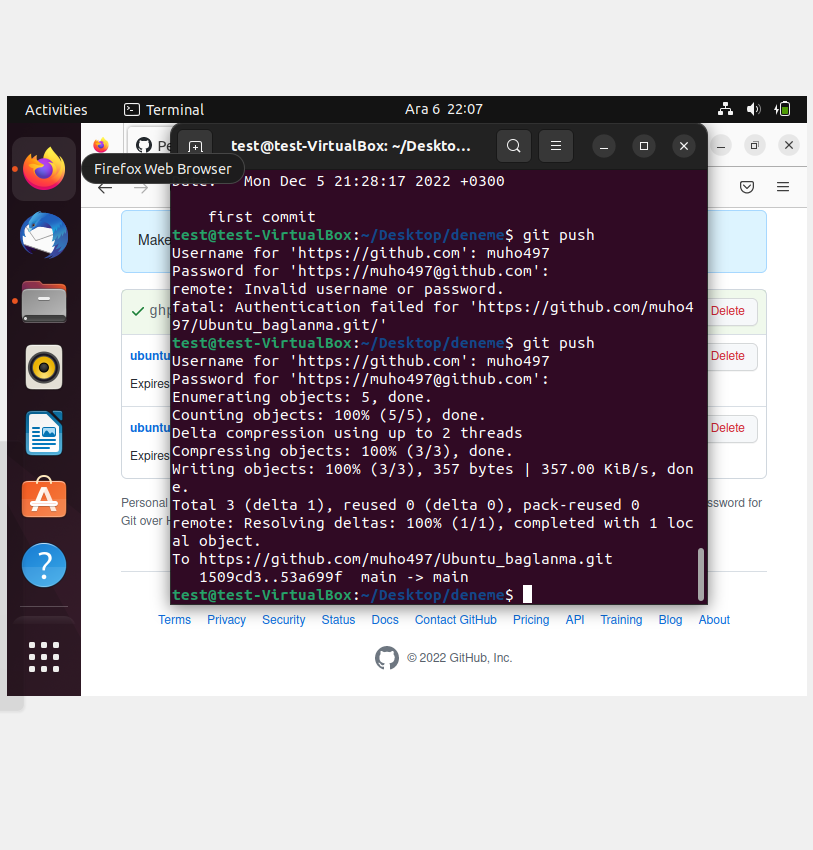 Activities
Terminal
Ara 6 22:07
Firefox Web Browser
test@test-VirtualBox: ~/Deskto...
Mon Dec 5 21:28:17 2022 +0300
first commit
test@test-VirtualBox:~/Desktop/deneme$ git push
Username for 'https://github.com': muho497
Password for 'https://muho497@github.com':
remote: Invalid username or password.
fatal: Authentication failed for 'https://github.com/muho4
97/Ubuntu_baglanma.git/'
test@test-VirtualBox:~/Desktop/deneme$ git push
Username for 'https://github.com': muho497
Password for 'https://muho497@github.com':
Enumerating objects: 5, done.
Counting objects: 100% (5/5), done.
Delta compression using up to 2 threads
Compressing objects: 100% (3/3), done.
Writing objects: 100% (3/3), 357 bytes | 357.00 KiB/s, don
e.
Total 3 (delta 1), reused 0 (delta 0), pack-reused 0
remote: Resolving deltas: 100% (1/1), completed with 1 loc
al object.
To https://github.com/muho497/Ubuntu_baglanma.git
1509cd3..53a699f main -> main
test@test-VirtualBox:~/Desktop/deneme$
Make
ghp
Delete
ubuntu
Delete
Expires
ubuntu
Delete
Expires
Personal
ssword for
Git over
Terms Privacy Security Status Docs Contact GitHub Pricing API Training Blog About
© 2022 GitHub, Inc.